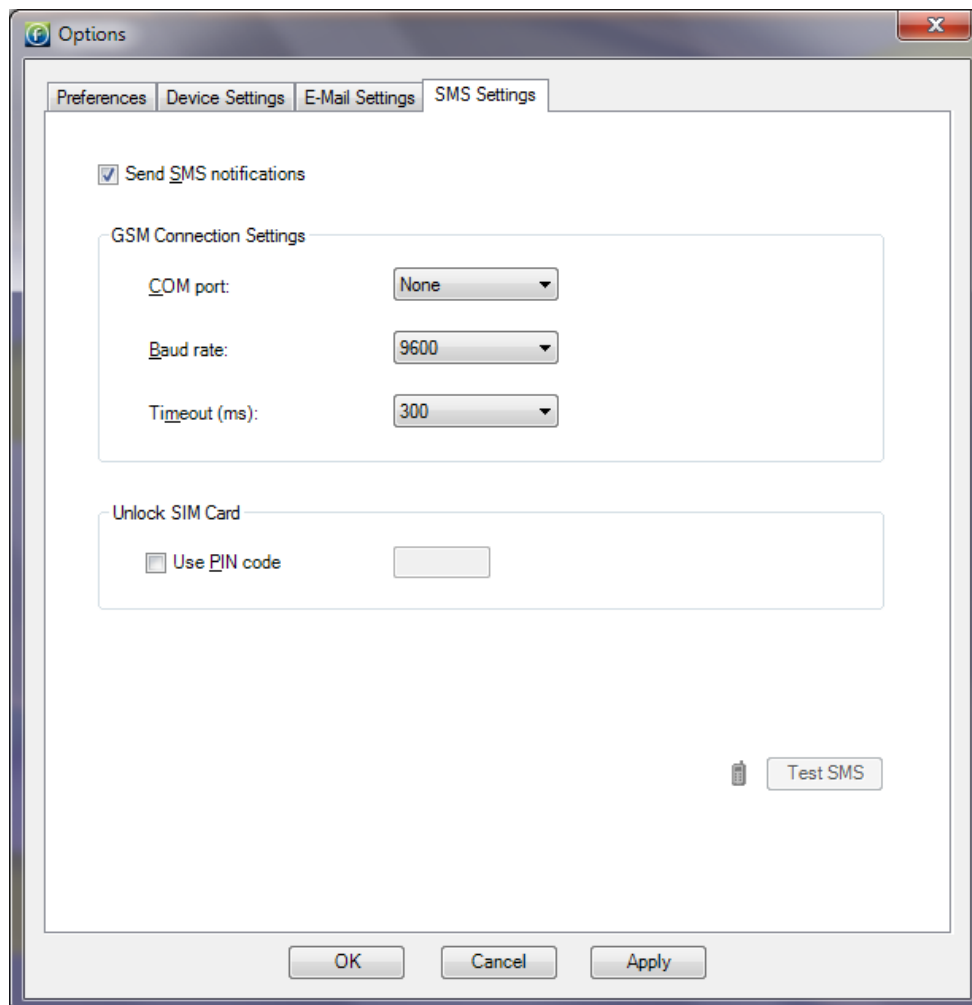 Options
Preferences Device Settings E-Mail Settings SMS Settings
Send SMS notifications
GSM Connection Settings
COM port: None
Baud rate: 9600
Timeout (ms): 300
Unlock SIM Card
Use PIN code
Test SMS
OK Cancel Apply